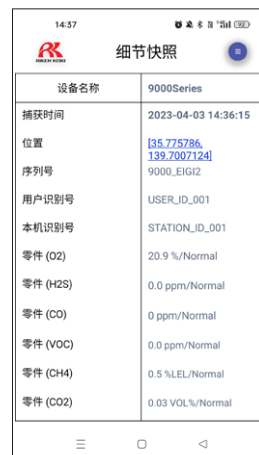 14:37
92
RK
RIKEN KEIKI
细节快照
设备名称 9000Series
捕获时间 2023-04-03 14:36:15
位置 [35.775786,
139.7007124]
序列号 9000_EIGI2
用户识别号 USER_ID_001
本机识别号 STATION_ID_001
零件 (O2) 20.9 %/Normal
零件 (H2S) 0.0 ppm/Normal
零件 (CO) 0 ppm/Normal
零件 (VOC) 0.0 ppm/Normal
零件 (CH4) 0.5 %LEL/Normal
零件 (CO2) 0.03 VOL%/Normal